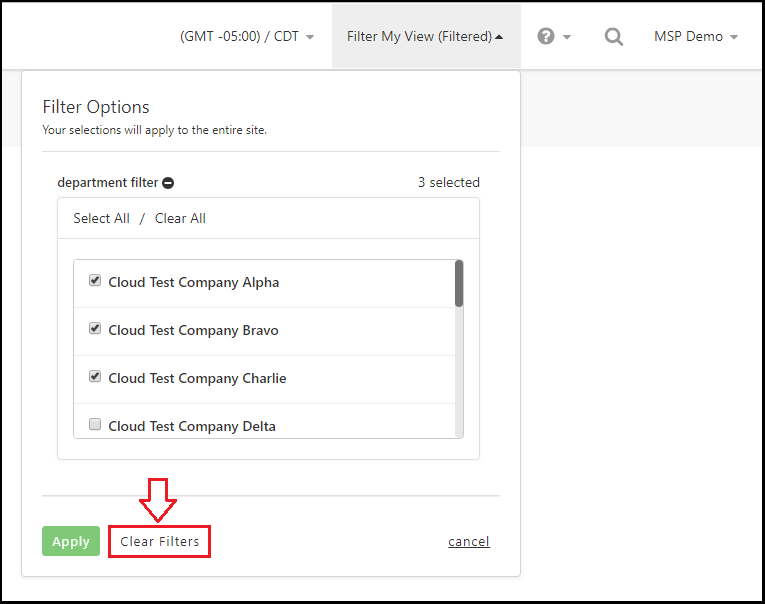 (GMT -05:00) / CDT Filter My View (Filtered) ? MSP Demo
Filter Options
Your selections will apply to the entire site.
department filter 3 selected
Select All / Clear All
Cloud Test Company Alpha
Cloud Test Company Bravo
Cloud Test Company Charlie
Cloud Test Company Delta
Apply Clear Filters cancel